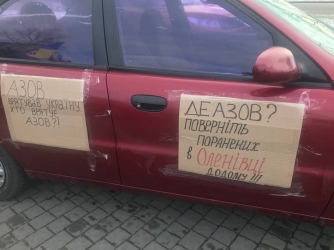 АЗОВ
ВРЯТУВАВ УКРАЇНУ
ХТО ВРЯТУЄ
АЗОВ?!
ДЕ АЗОВ?
ПОВЕРНІТЬ
ПОРАНЕНИХ
В ОЛЕНІВЦІ
ДОДОМУ!!!